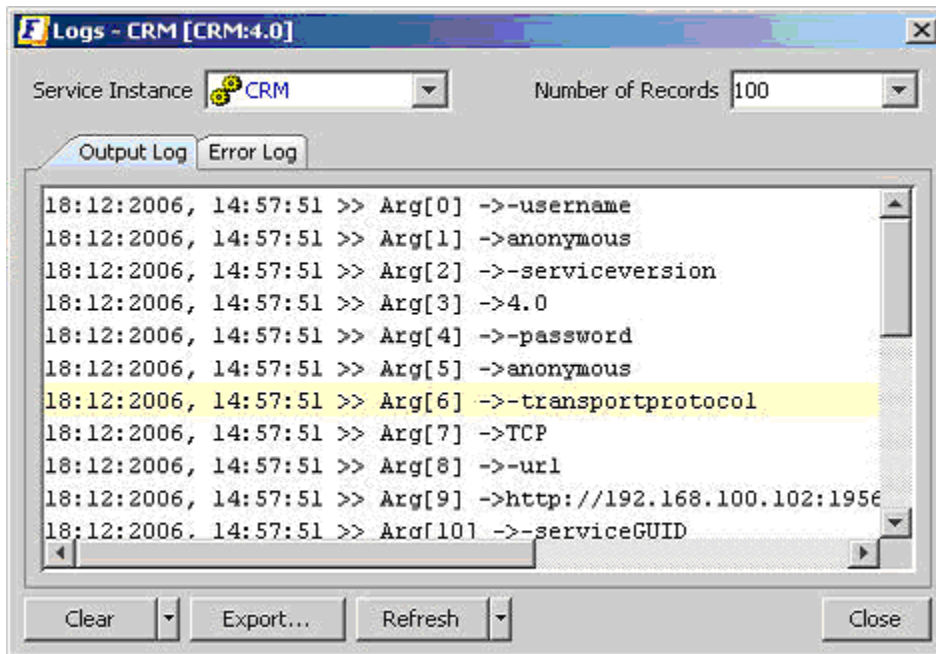 Logs - CRM [CRM:4.0]
Service Instance CRM Number of Records 100
Output Log Error Log
18:12:2006, 14:57:51 >> Arg[0] ->-username
18:12:2006, 14:57:51 >> Arg[1] ->anonymous
18:12:2006, 14:57:51 >> Arg[2] ->-serviceversion
18:12:2006, 14:57:51 >> Arg[3] ->4.0
18:12:2006, 14:57:51 >> Arg[4] ->-password
18:12:2006, 14:57:51 >> Arg[5] ->anonymous
18:12:2006, 14:57:51 >> Arg[6] ->-transportprotocol
18:12:2006, 14:57:51 >> Arg[7] ->TCP
18:12:2006, 14:57:51 >> Arg[8] ->-url
18:12:2006, 14:57:51 >> Arg[9] ->http://192.168.100.102:1956
18:12:2006, 14:57:51 >> Arg[10] ->-serviceGUID
Clear Export... Refresh Close